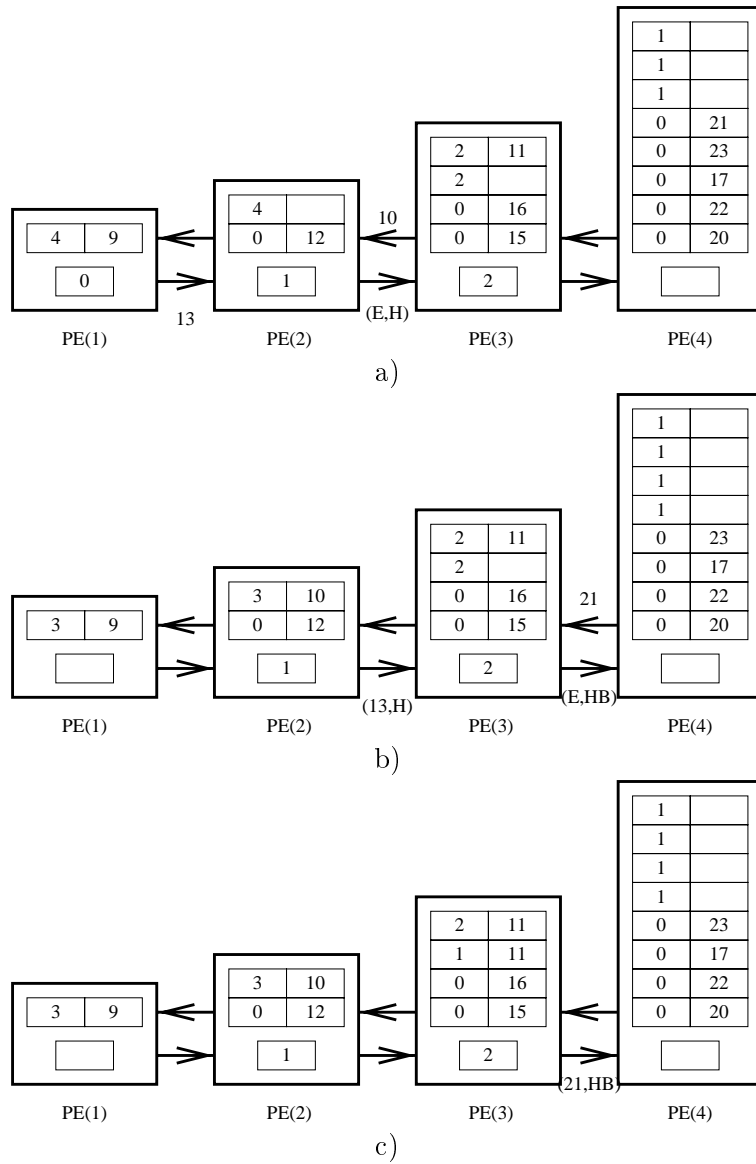 1
1
1
0 21
2 11 0 23
2 0 17
4 10 0 16 0 22
4 9 0 12 0 15 0 20
0 1 2
13 (E,H)
PE(1) PE(2) PE(3) PE(4)
a)
1
1
1
1
2 11 0 23
2 0 17
3 10 0 16 21 0 22
3 9 0 12 0 15 0 20
1 2
(13,H) (E,HB)
PE(1) PE(2) PE(3) PE(4)
b)
1
1
1
1
2 11 0 23
1 11 0 17
3 10 0 16 0 22
3 9 0 12 0 15 0 20
1 2
(21,HB)
PE(1) PE(2) PE(3) PE(4)
c)